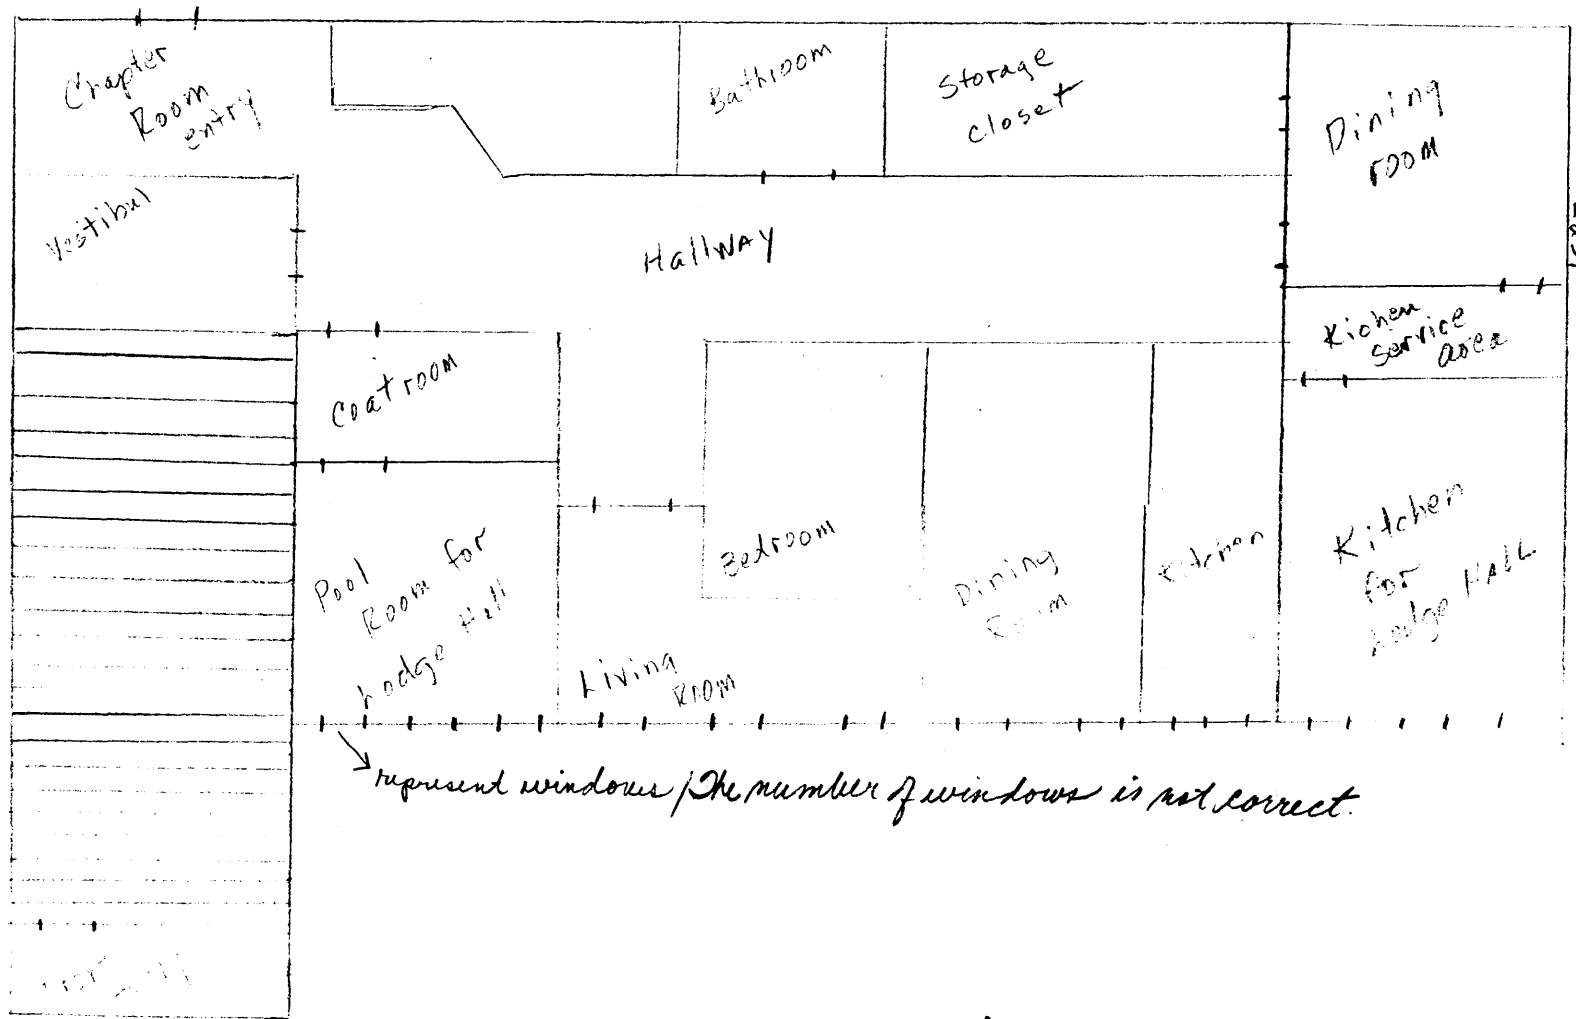 Chapter
Room
entry
Bathroom
Storage
closet
Dining
room
Vestibul
Hallway
Kichen
service
area
Coatroom
Pool
Room for
Lodge Hall
Living
Room
Bedroom
Dining
Room
Kitchen
Kitchen
for
Lodge HALL
represent windows / The number of windows is not correct.